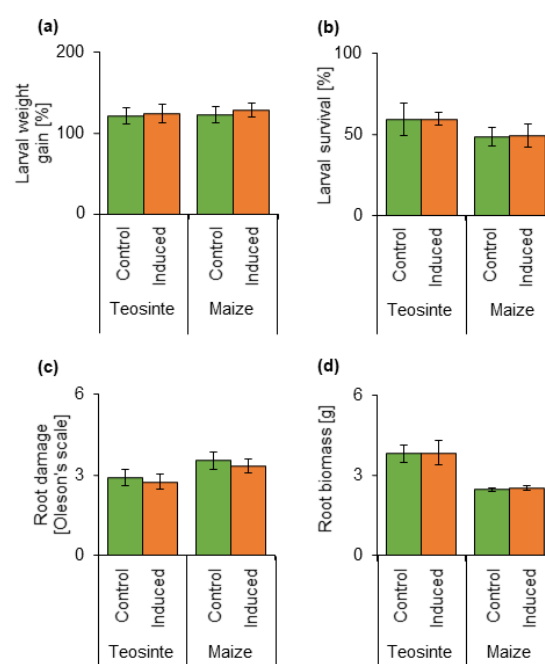 (a)
Larval weight
gain [%]
200
100
0
Control
Induced
Control
Induced
Teosinte
Maize
(b)
Larval survival [%]
100
50
0
Control
Induced
Control
Induced
Teosinte
Maize
(c)
Root damage
[Oleson's scale]
6
3
0
Control
Induced
Control
Induced
Teosinte
Maize
(d)
Root biomass [g]
6
3
0
Control
Induced
Control
Induced
Teosinte
Maize